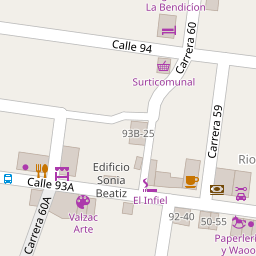 La Bendicion
Calle 94
Carrera 60
Surticomunal
Carrera 59
93B-25
Rio
Edificio
Sonia
Beatiz
Calle 93A
El Infiel
Carrera 60A
Valzac
Arte
92-40
50-55
Papelerí
y Waoo